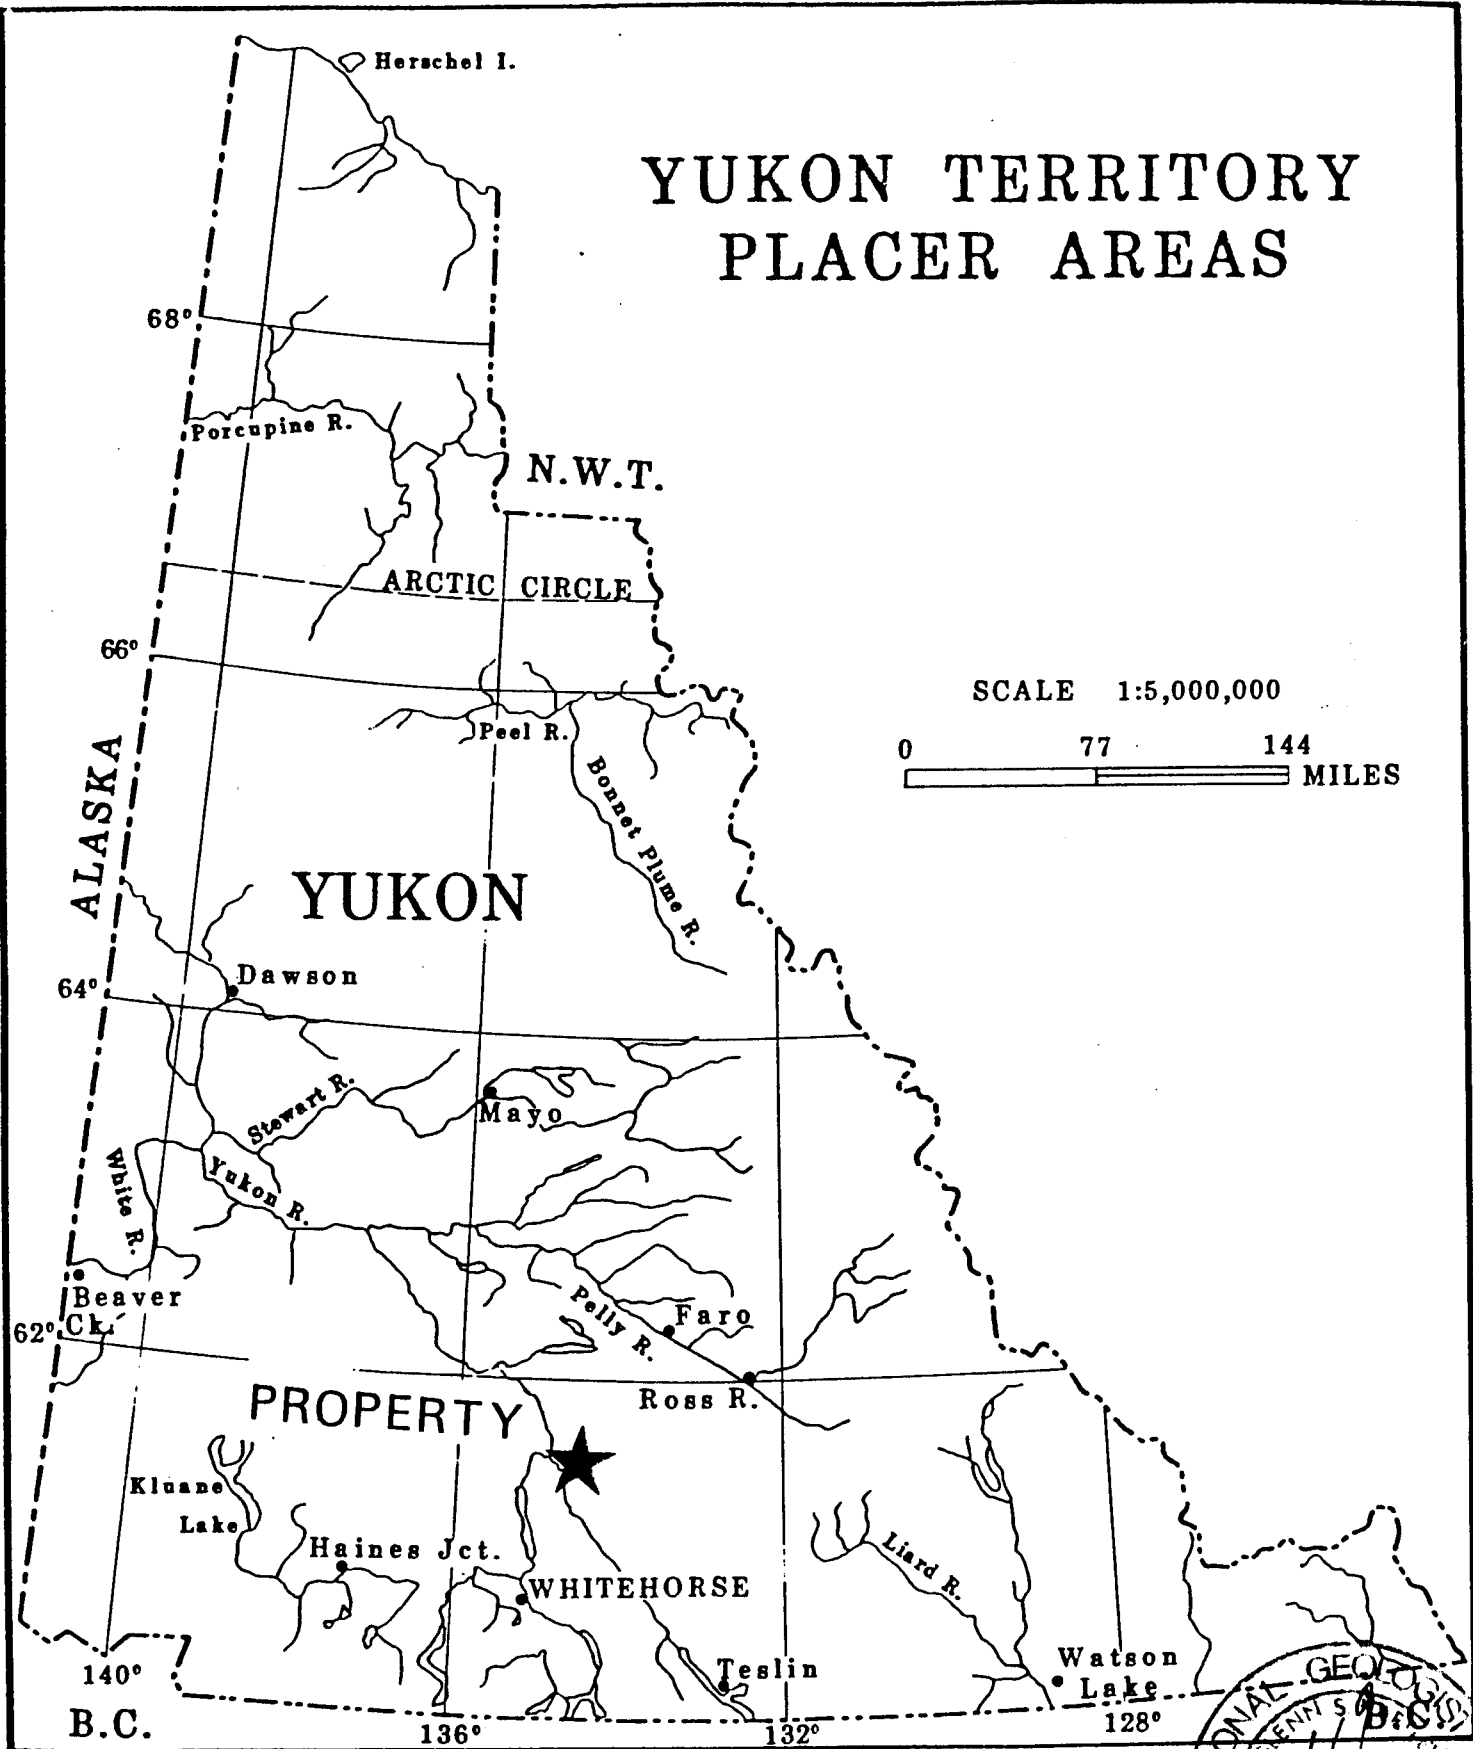 Herschel I.
YUKON TERRITORY
PLACER AREAS
68°
Porcupine R.
N.W.T.
ARCTIC CIRCLE
66°
SCALE 1:5,000,000
0 77 144
MILES
Peel R.
Bonnet Plume R.
ALASKA
YUKON
Dawson
64°
Stewart R.
Mayo
White R.
Yukon R.
Beaver
Ck.
62°
Pelly R.
Faro
Ross R.
PROPERTY
Kluane
Lake
Haines Jct.
WHITEHORSE
Liard R.
Teslin
Watson
Lake
140°
B.C.
136°
132°
128°
B.C.
GEOLOGIST